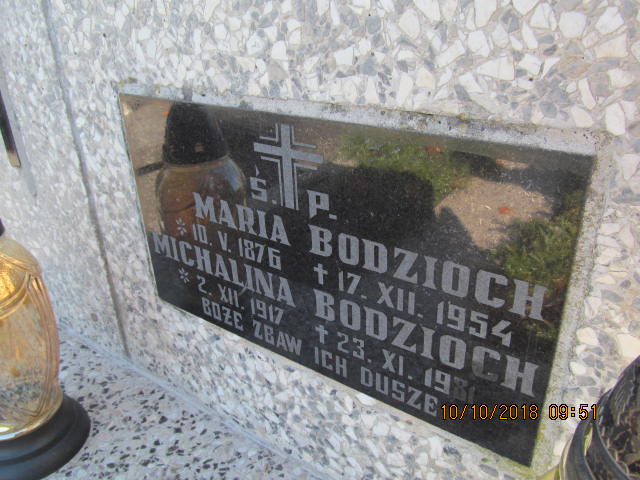 Ś. P.
MARIA BODZIOCH
* 10. V. 1876 † 17. XII. 1954
MICHALINA BODZIOCH
* 2. XII. 1917 † 23. XI.
BOŻE ZBAW ICH DUSZE
10/10/2018 09:51